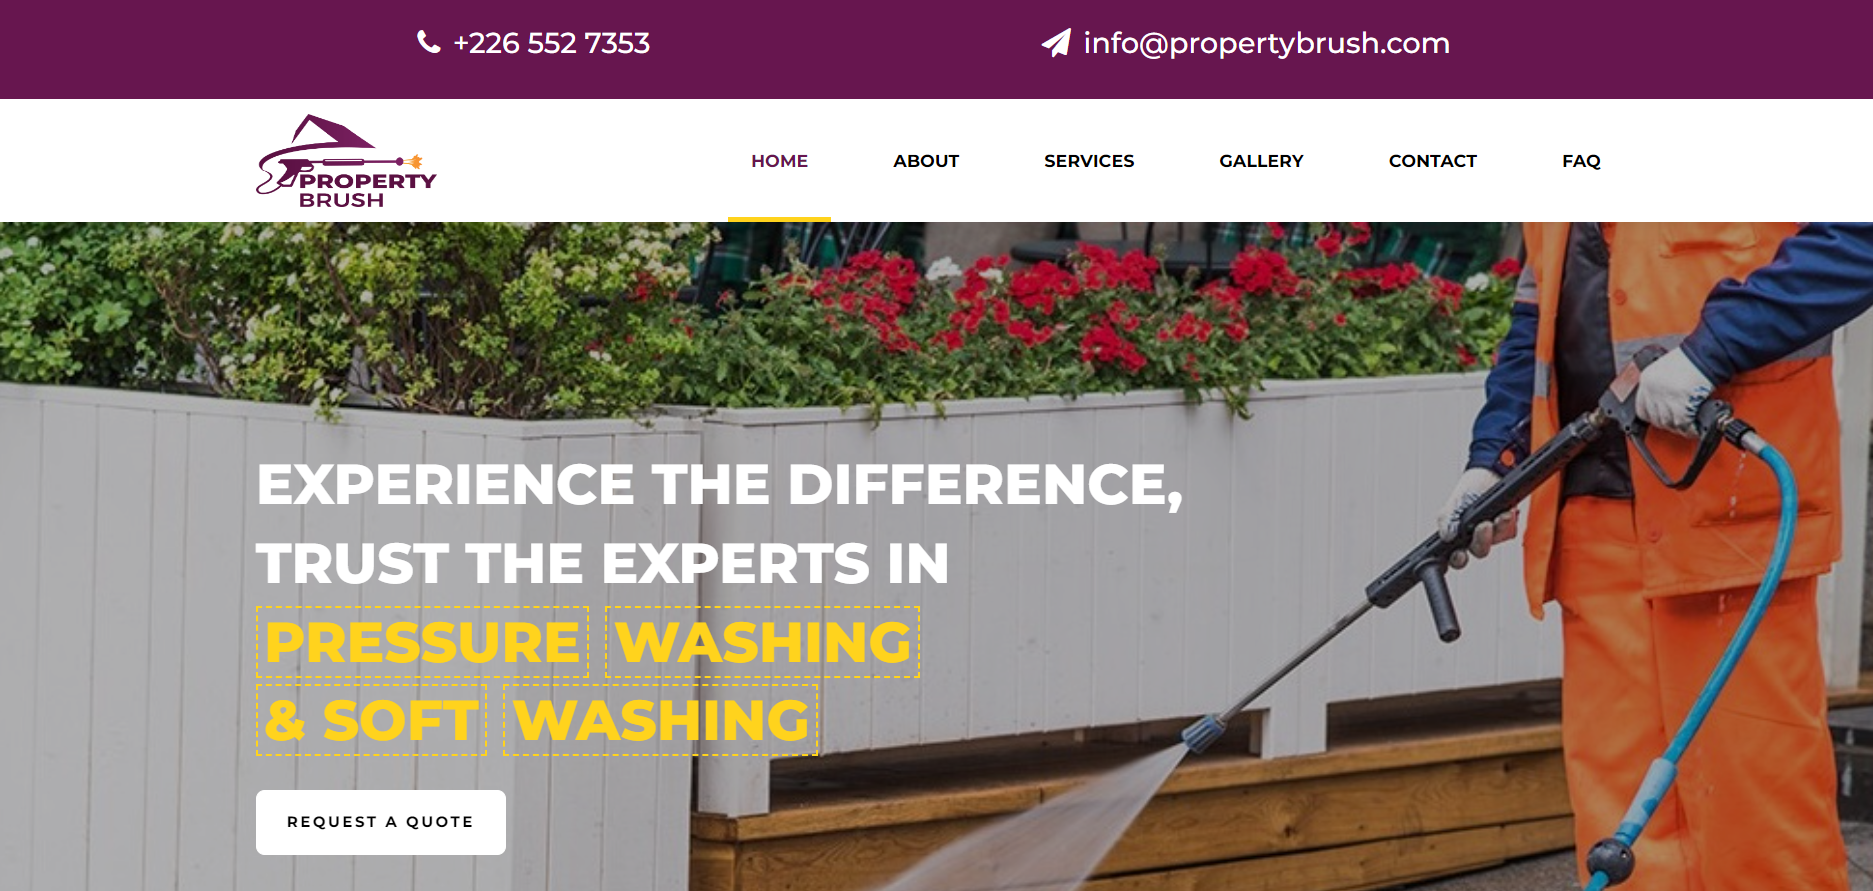 +226 552 7353
info@propertybrush.com
PROPERTY
BRUSH
HOME
ABOUT
SERVICES
GALLERY
CONTACT
FAQ
EXPERIENCE THE DIFFERENCE,
TRUST THE EXPERTS IN
PRESSURE WASHING
& SOFT WASHING
REQUEST A QUOTE